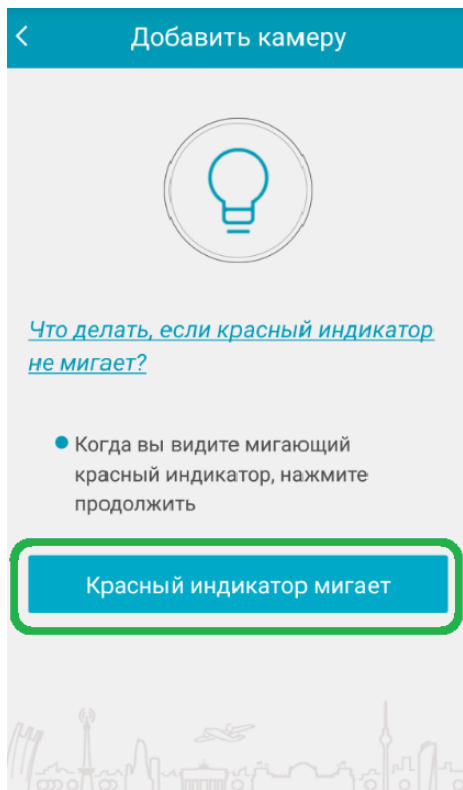 Добавить камеру
Что делать, если красный индикатор
не мигает?
Когда вы видите мигающий
красный индикатор, нажмите
продолжить
Красный индикатор мигает